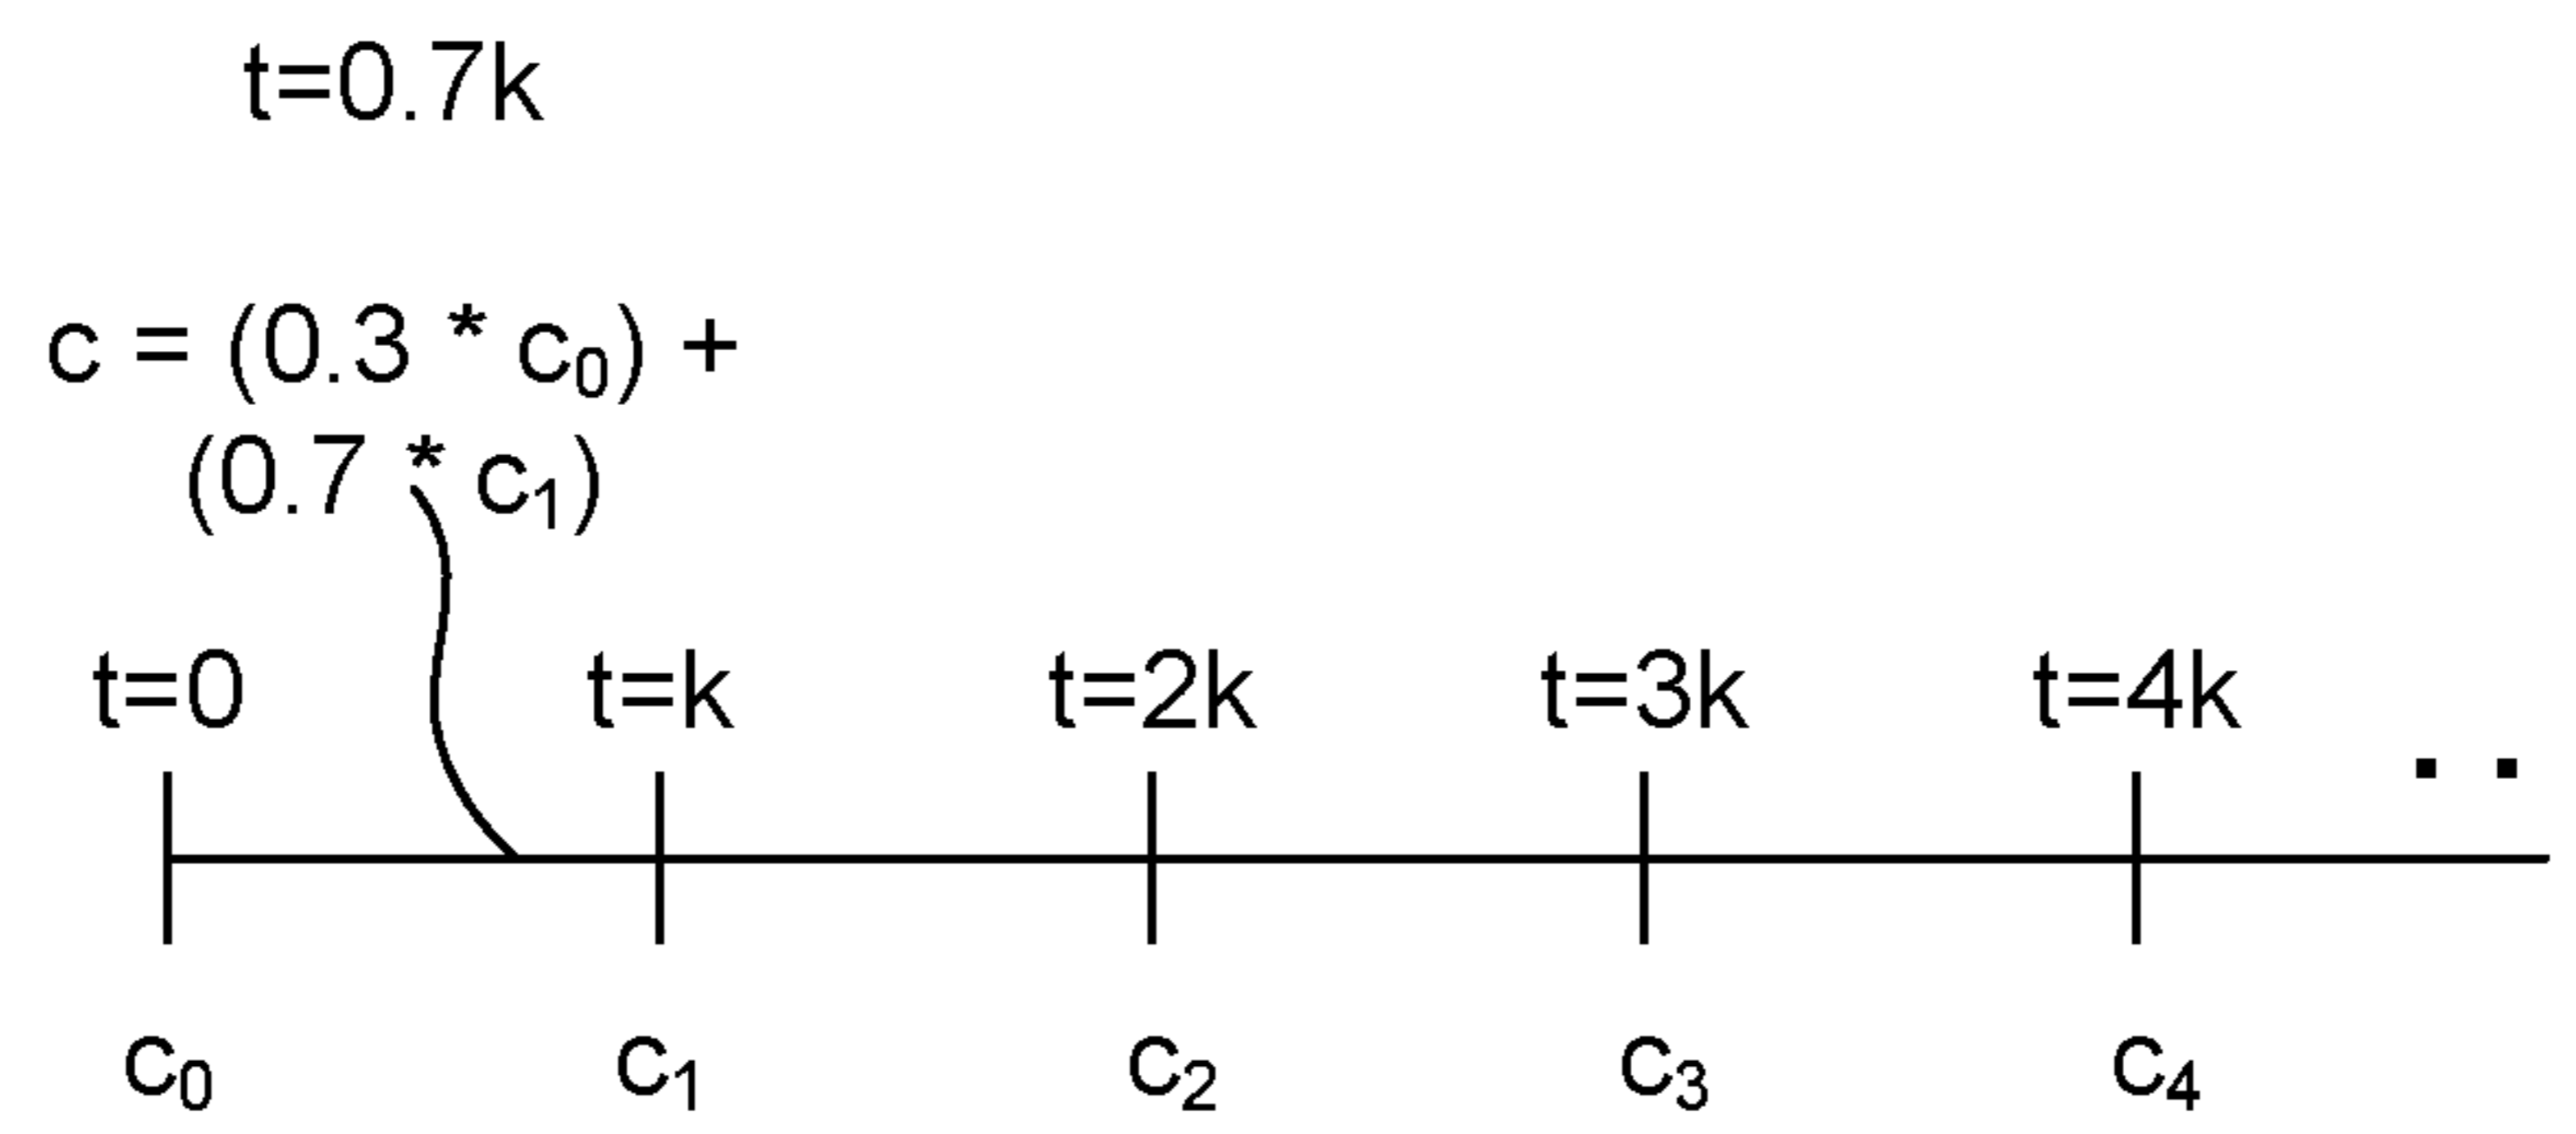 t=0.7k
c = (0.3 * c₀) +
(0.7 * c₁)
t=0 t=k t=2k t=3k t=4k
. .
c₀ c₁ c₂ c₃ c₄